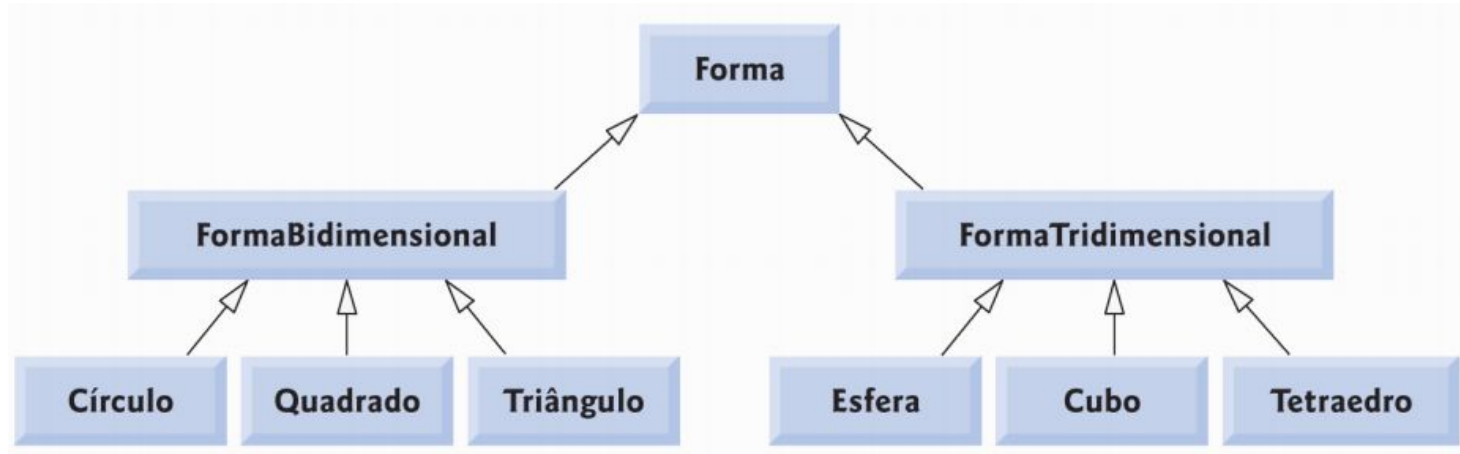 Forma
FormaBidimensional
FormaTridimensional
Círculo
Quadrado
Triângulo
Esfera
Cubo
Tetraedro